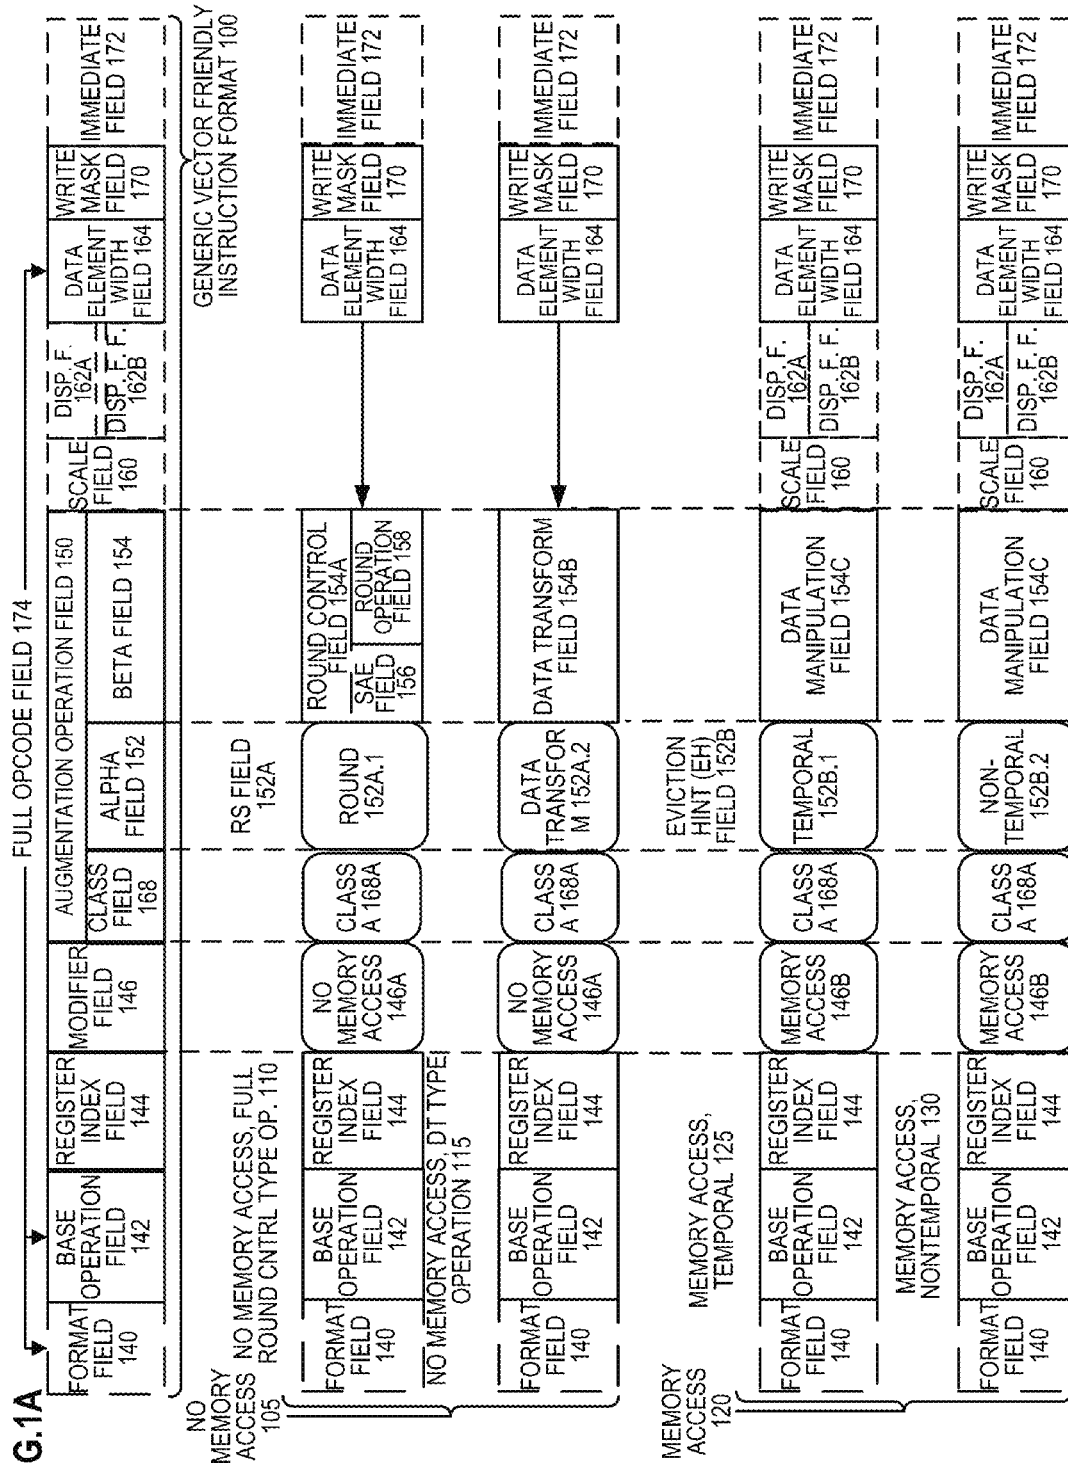 G.1A
FULL OPCODE FIELD 174
FORMAT
FIELD
140
BASE
OPERATION
FIELD
142
REGISTER
INDEX
FIELD
144
MODIFIER
FIELD
146
AUGMENTATION OPERATION FIELD 150
CLASS
FIELD
168
ALPHA
FIELD 152
BETA FIELD 154
SCALE
FIELD
160
DISP. F.
162A
DISP. F. F.
162B
DATA
ELEMENT
WIDTH
FIELD 164
WRITE
MASK
FIELD
170
IMMEDIATE
FIELD 172
GENERIC VECTOR FRIENDLY
INSTRUCTION FORMAT 100
NO
MEMORY
ACCESS
105
NO MEMORY ACCESS, FULL
ROUND CNTRL TYPE OP. 110
RS FIELD
152A
FORMAT
FIELD
140
BASE
OPERATION
FIELD
142
REGISTER
INDEX
FIELD
144
NO
MEMORY
ACCESS
146A
CLASS
A 168A
ROUND
152A.1
ROUND CONTROL
FIELD 154A
SAE
FIELD
156
ROUND
OPERATION
FIELD 158
DATA
ELEMENT
WIDTH
FIELD 164
WRITE
MASK
FIELD
170
IMMEDIATE
FIELD 172
NO MEMORY ACCESS, DT TYPE
OPERATION 115
FORMAT
FIELD
140
BASE
OPERATION
FIELD
142
REGISTER
INDEX
FIELD
144
NO
MEMORY
ACCESS
146A
CLASS
A 168A
DATA
TRANSFOR
M 152A.2
DATA TRANSFORM
FIELD 154B
DATA
ELEMENT
WIDTH
FIELD 164
WRITE
MASK
FIELD
170
IMMEDIATE
FIELD 172
MEMORY
ACCESS
120
MEMORY ACCESS,
TEMPORAL 125
EVICTION
HINT (EH)
FIELD 152B
FORMAT
FIELD
140
BASE
OPERATION
FIELD
142
REGISTER
INDEX
FIELD
144
MEMORY
ACCESS
146B
CLASS
A 168A
TEMPORAL
152B.1
DATA
MANIPULATION
FIELD 154C
SCALE
FIELD
160
DISP. F.
162A
DISP. F. F.
162B
DATA
ELEMENT
WIDTH
FIELD 164
WRITE
MASK
FIELD
170
IMMEDIATE
FIELD 172
MEMORY ACCESS,
NONTEMPORAL 130
FORMAT
FIELD
140
BASE
OPERATION
FIELD
142
REGISTER
INDEX
FIELD
144
MEMORY
ACCESS
146B
CLASS
A 168A
NON-
TEMPORAL
152B.2
DATA
MANIPULATION
FIELD 154C
SCALE
FIELD
160
DISP. F.
162A
DISP. F. F.
162B
DATA
ELEMENT
WIDTH
FIELD 164
WRITE
MASK
FIELD
170
IMMEDIATE
FIELD 172